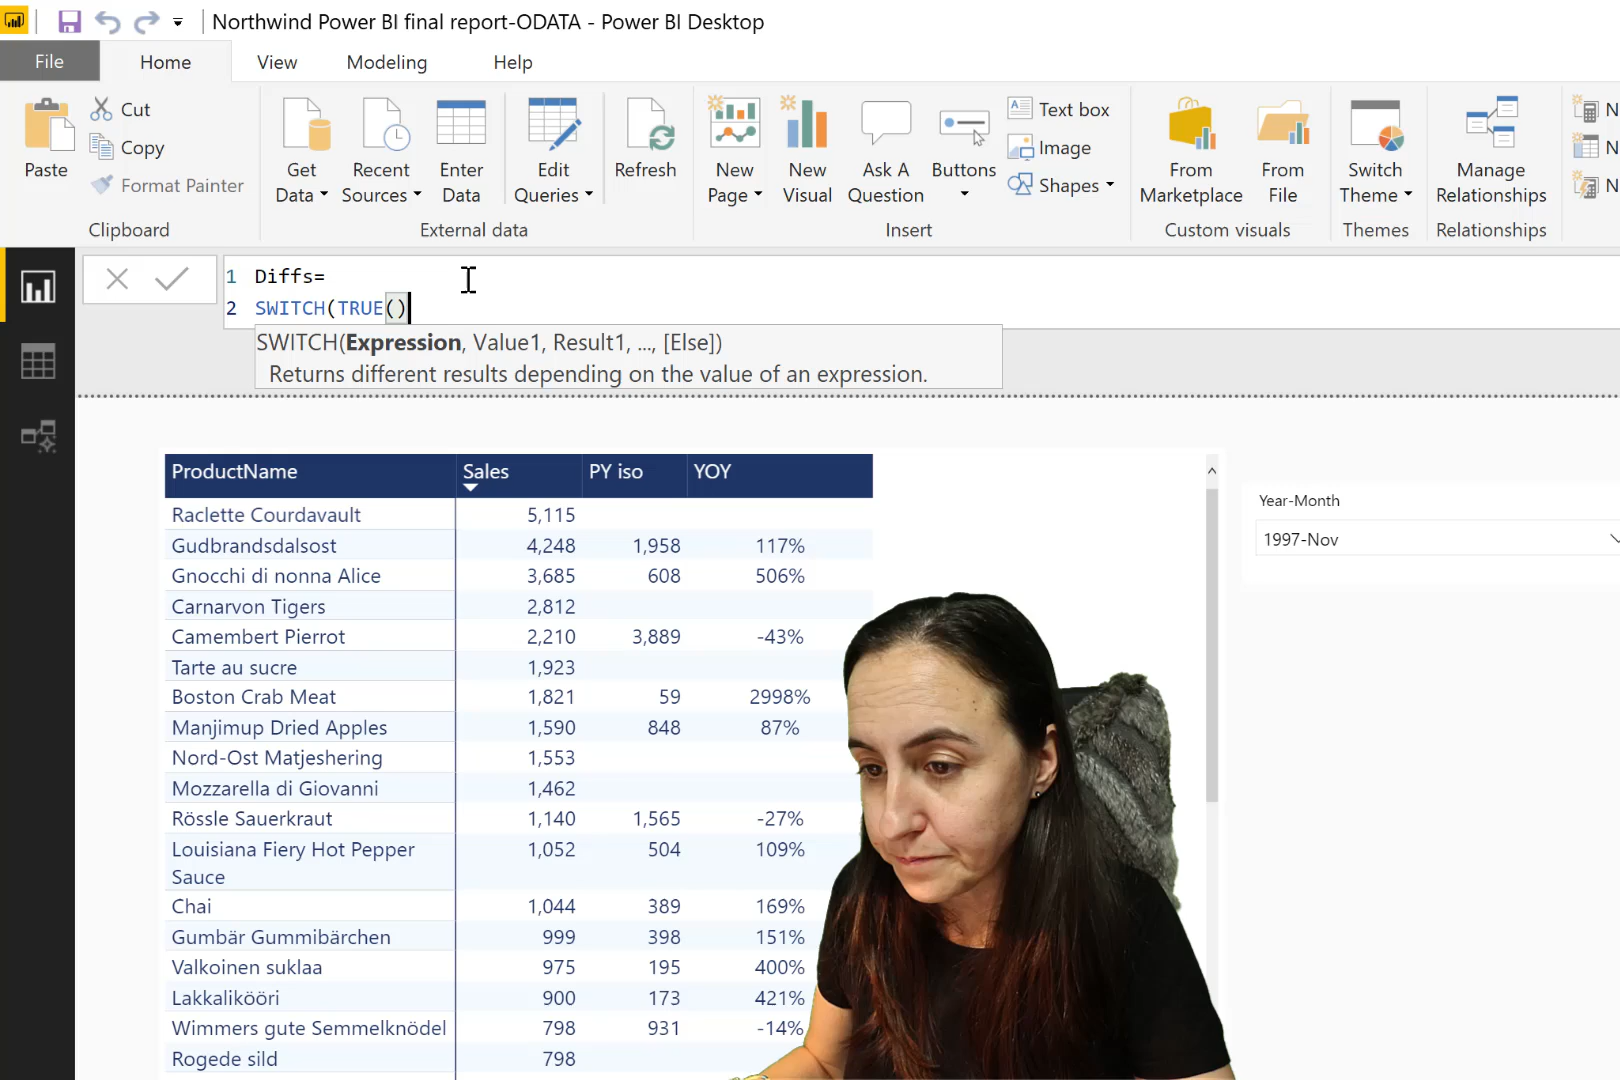 Northwind Power BI final report-ODATA - Power BI Desktop
File Home View Modeling Help
Paste Cut Copy Format Painter
Get Data Recent Sources Enter Data Edit Queries Refresh
New Page New Visual Ask A Question Buttons Text box Image Shapes
From Marketplace From File Switch Theme Manage Relationships N N N
Clipboard External data Insert Custom visuals Themes Relationships
1 Diffs=
2 SWITCH(TRUE()
SWITCH(Expression, Value1, Result1, ..., [Else])
Returns different results depending on the value of an expression.
ProductName Sales PY iso YOY
Raclette Courdavault 5,115
Gudbrandsdalsost 4,248 1,958 117%
Gnocchi di nonna Alice 3,685 608 506%
Carnarvon Tigers 2,812
Camembert Pierrot 2,210 3,889 -43%
Tarte au sucre 1,923
Boston Crab Meat 1,821 59 2998%
Manjimup Dried Apples 1,590 848 87%
Nord-Ost Matjeshering 1,553
Mozzarella di Giovanni 1,462
Rössle Sauerkraut 1,140 1,565 -27%
Louisiana Fiery Hot Pepper 1,052 504 109%
Sauce
Chai 1,044 389 169%
Gumbär Gummibärchen 999 398 151%
Valkoinen suklaa 975 195 400%
Lakkalikööri 900 173 421%
Wimmers gute Semmelknödel 798 931 -14%
Rogede sild 798
Year-Month
1997-Nov